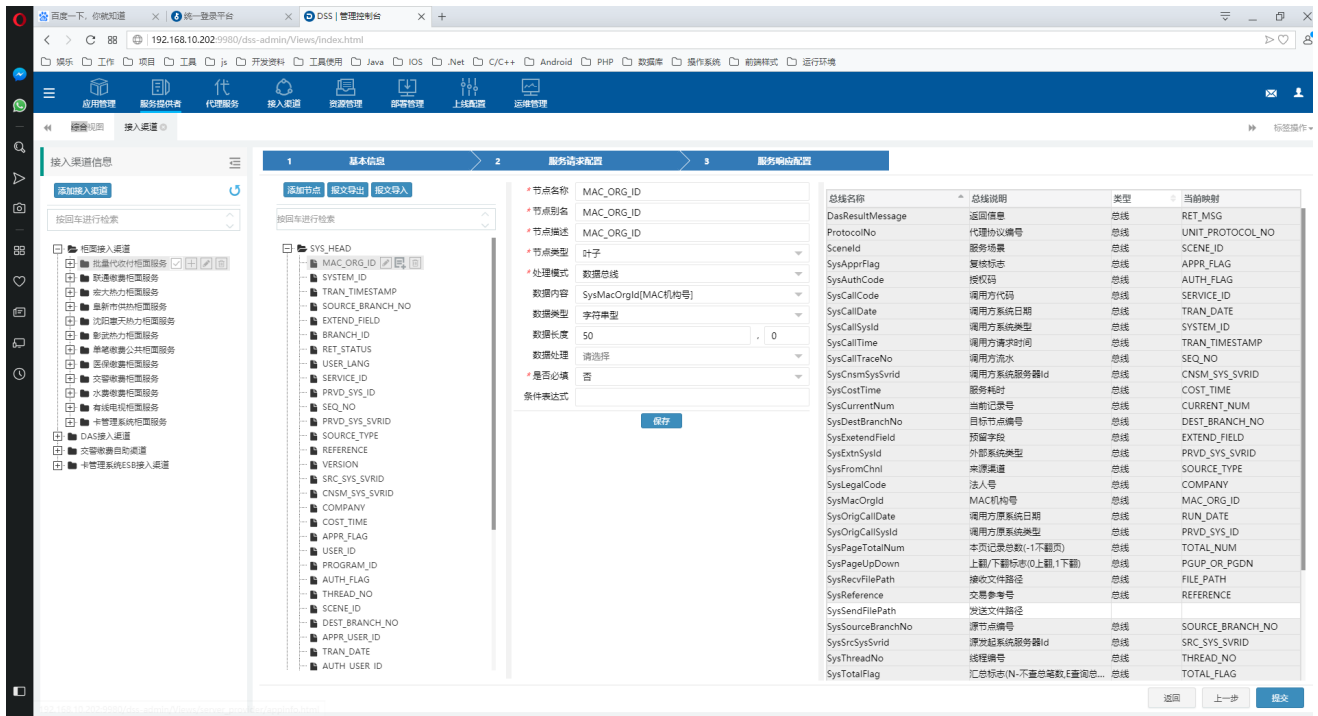 百度一下，你就知道
统一登录平台
DSS | 管理控制台
192.168.10.202:9980/dss-admin/Views/index.html
娱乐 工作 项目 工具 js 开发资料 工具使用 Java IOS .Net C/C++ Android PHP 数据库 操作系统 前端样式 运行环境
应用管理 服务提供者 代理服务 接入渠道 资源管理 部署管理 上线配置 运维管理
综合视图 接入渠道 标签操作
接入渠道信息
添加接入渠道
按回车进行检索
柜面接入渠道
批量代收付柜面服务
联通缴费柜面服务
宏大热力柜面服务
阜新市供热柜面服务
沈阳惠天热力柜面服务
彰武热力柜面服务
单笔缴费公共柜面服务
医保缴费柜面服务
交警缴费柜面服务
水费缴费柜面服务
有线电视柜面服务
卡管理系统柜面服务
DAS接入渠道
交警缴费自助渠道
卡管理系统ESB接入渠道
1 基本信息 2 服务请求配置 3 服务响应配置
添加节点 报文导出 报文导入
按回车进行检索
SYS_HEAD
MAC_ORG_ID
SYSTEM_ID
TRAN_TIMESTAMP
SOURCE_BRANCH_NO
EXTEND_FIELD
BRANCH_ID
RET_STATUS
USER_LANG
SERVICE_ID
PRVD_SYS_ID
SEQ_NO
PRVD_SYS_SVRID
SOURCE_TYPE
REFERENCE
VERSION
SRC_SYS_SVRID
CNSM_SYS_SVRID
COMPANY
COST_TIME
APPR_FLAG
USER_ID
PROGRAM_ID
AUTH_FLAG
THREAD_NO
SCENE_ID
DEST_BRANCH_NO
APPR_USER_ID
TRAN_DATE
AUTH_USER_ID
*节点名称 MAC_ORG_ID
*节点别名 MAC_ORG_ID
*节点描述 MAC_ORG_ID
*节点类型 叶子
*处理模式 数据总线
数据内容 SysMacOrgId[MAC机构号]
数据类型 字符串型
数据长度 50 , 0
数据处理 请选择
*是否必填 否
条件表达式
保存
总线名称 总线说明 类型 当前映射
DasResultMessage 返回信息 总线 RET_MSG
ProtocolNo 代理协议编号 总线 UNIT_PROTOCOL_NO
SceneId 服务场景 总线 SCENE_ID
SysApprFlag 复核标志 总线 APPR_FLAG
SysAuthCode 授权码 总线 AUTH_FLAG
SysCallCode 调用方代码 总线 SERVICE_ID
SysCallDate 调用方系统日期 总线 TRAN_DATE
SysCallSysId 调用方系统类型 总线 SYSTEM_ID
SysCallTime 调用方请求时间 总线 TRAN_TIMESTAMP
SysCallTraceNo 调用方流水 总线 SEQ_NO
SysCnsmSysSvrid 调用方系统服务器Id 总线 CNSM_SYS_SVRID
SysCostTime 服务耗时 总线 COST_TIME
SysCurrentNum 当前记录号 总线 CURRENT_NUM
SysDestBranchNo 目标节点编号 总线 DEST_BRANCH_NO
SysExetendField 预留字段 总线 EXTEND_FIELD
SysExtnSysId 外部系统类型 总线 PRVD_SYS_SVRID
SysFromChnl 来源渠道 总线 SOURCE_TYPE
SysLegalCode 法人号 总线 COMPANY
SysMacOrgId MAC机构号 总线 MAC_ORG_ID
SysOrigCallDate 调用方原系统日期 总线 RUN_DATE
SysOrigCallSysId 调用方原系统类型 总线 PRVD_SYS_ID
SysPageTotalNum 本页记录总数(-1不翻页) 总线 TOTAL_NUM
SysPageUpDown 上翻/下翻标志(0上翻,1下翻) 总线 PGUP_OR_PGDN
SysRecvFilePath 接收文件路径 总线 FILE_PATH
SysReference 交易参考号 总线 REFERENCE
SysSendFilePath 发送文件路径
SysSourceBranchNo 源节点编号 总线 SOURCE_BRANCH_NO
SysSrcSysSvrid 源发起系统服务器Id 总线 SRC_SYS_SVRID
SysThreadNo 线程编号 总线 THREAD_NO
SysTotalFlag 汇总标志(N-不查总笔数,E查询总... 总线 TOTAL_FLAG
返回 上一步 提交